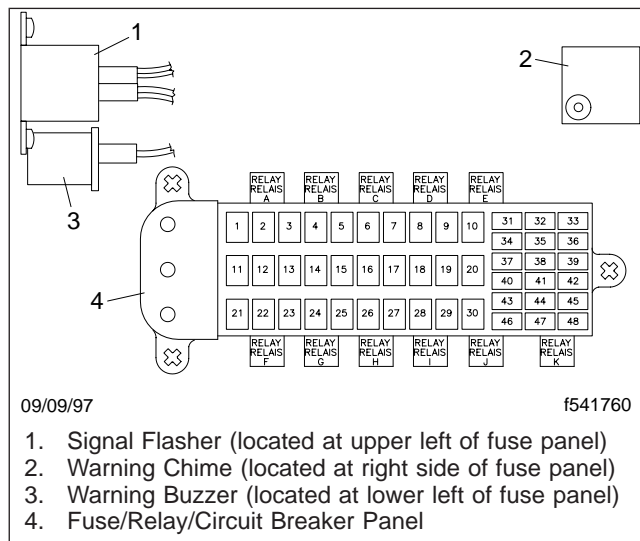 1
2
3
4
RELAY RELAIS A
RELAY RELAIS B
RELAY RELAIS C
RELAY RELAIS D
RELAY RELAIS E
1 2 3 4 5 6 7 8 9 10
11 12 13 14 15 16 17 18 19 20
21 22 23 24 25 26 27 28 29 30
31 32 33
34 35 36
37 38 39
40 41 42
43 44 45
46 47 48
RELAY RELAIS F
RELAY RELAIS G
RELAY RELAIS H
RELAY RELAIS I
RELAY RELAIS J
RELAY RELAIS K
09/09/97 f541760
1. Signal Flasher (located at upper left of fuse panel)
2. Warning Chime (located at right side of fuse panel)
3. Warning Buzzer (located at lower left of fuse panel)
4. Fuse/Relay/Circuit Breaker Panel